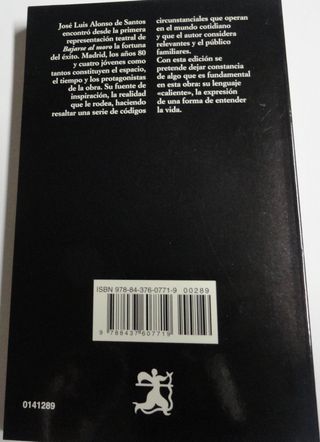 José Luis Alonso de Santos
encontró desde la primera
representación teatral de
Bajarse al moro la fortuna
del éxito. Madrid, los años 80
y cuatro jóvenes como
tantos constituyen el espacio,
el tiempo y los protagonistas
de la obra. Su fuente de
inspiración, la realidad
que le rodea, haciendo
resaltar una serie de códigos
circunstanciales que operan
en el mundo cotidiano
y que el autor considera
relevantes y el público
familiares.
Con esta edición se
pretende dejar constancia
de algo que es fundamental
en esta obra: su lenguaje
«caliente», la expresión
de una forma de entender
la vida.
ISBN 978-84-376-0771-9
00289
9 788437 607719
0141289